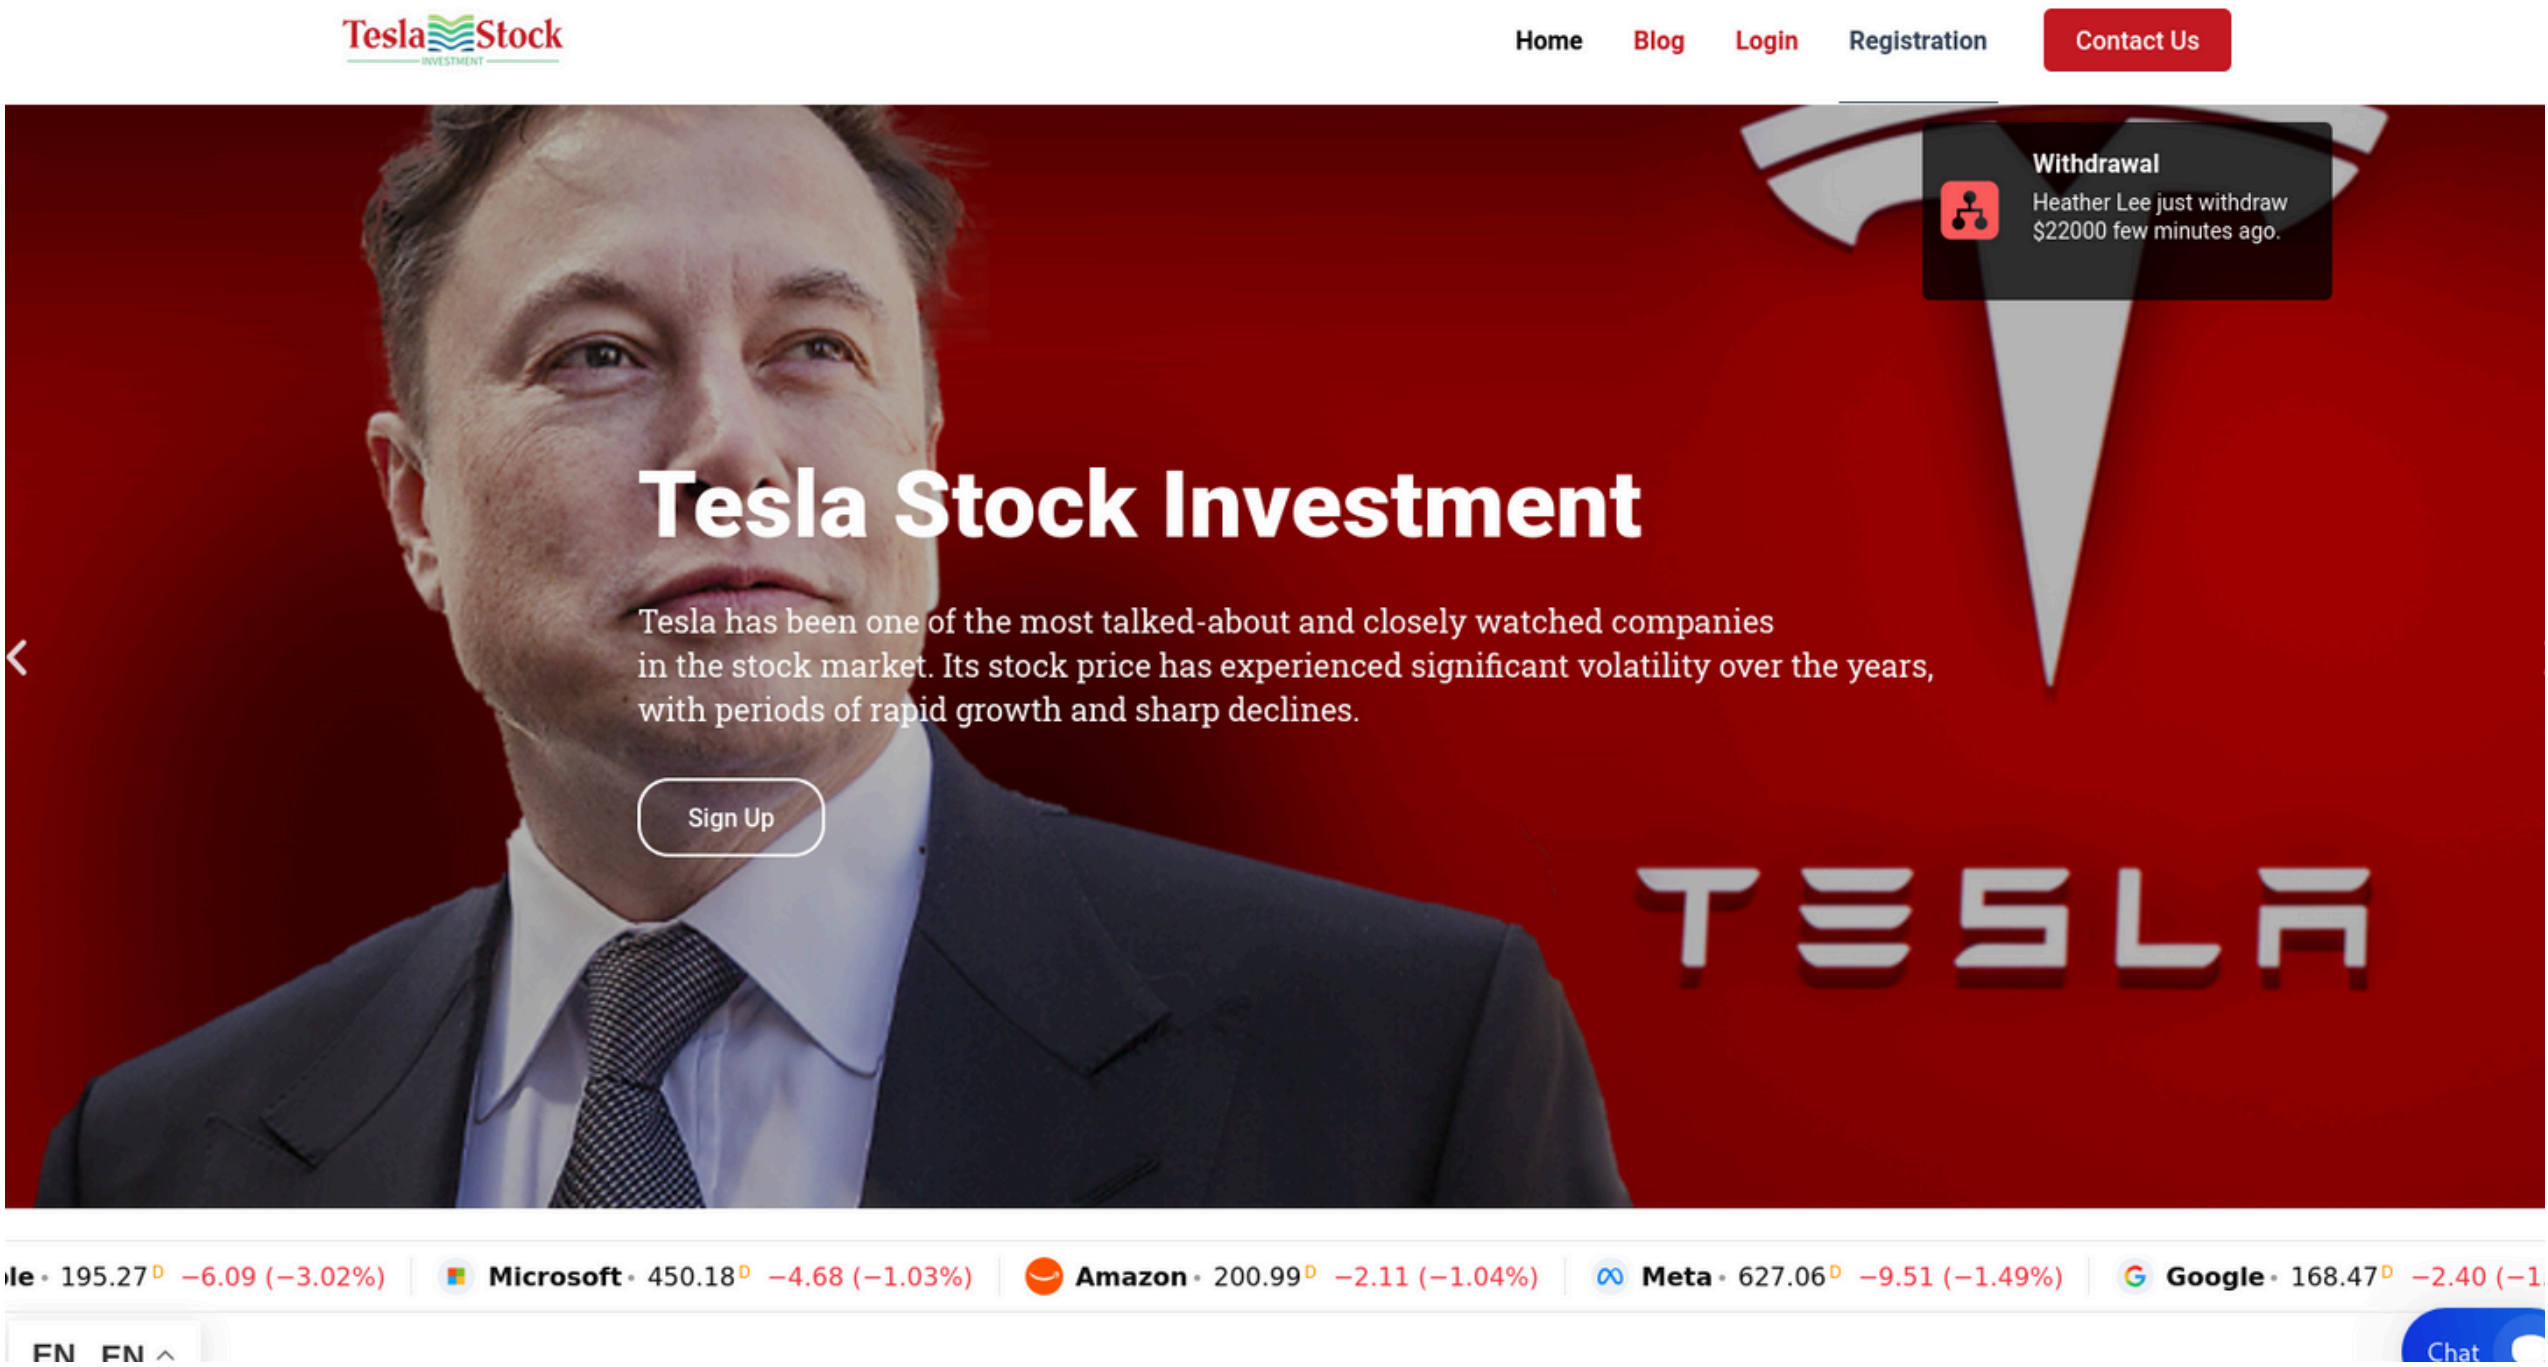 Tesla Stock
INVESTMENT
Home Blog Login Registration Contact Us
Withdrawal
Heather Lee just withdraw
$22000 few minutes ago.
Tesla Stock Investment
Tesla has been one of the most talked-about and closely watched companies
in the stock market. Its stock price has experienced significant volatility over the years,
with periods of rapid growth and sharp declines.
Sign Up
TESLA
le • 195.27 D −6.09 (−3.02%) Microsoft • 450.18 D −4.68 (−1.03%) Amazon • 200.99 D −2.11 (−1.04%) Meta • 627.06 D −9.51 (−1.49%) Google • 168.47 D −2.40 (−1.
EN EN
Chat